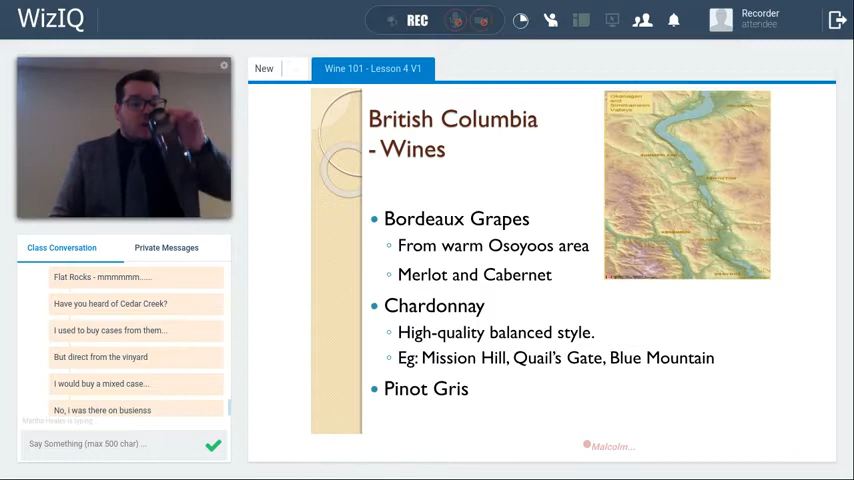 WizIQ
REC
Recorder
attendee
New
Wine 101 - Lesson 4 V1
British Columbia
- Wines
Bordeaux Grapes
From warm Osoyoos area
Merlot and Cabernet
Chardonnay
High-quality balanced style.
Eg: Mission Hill, Quail's Gate, Blue Mountain
Pinot Gris
Malcolm...
Class Conversation
Private Messages
Flat Rocks - mmmmmm......
Have you heard of Cedar Creek?
I used to buy cases from them...
But direct from the vinyard
I would buy a mixed case...
No, i was there on busienss
Martha Heales is typing...
Say Something (max 500 char) ...